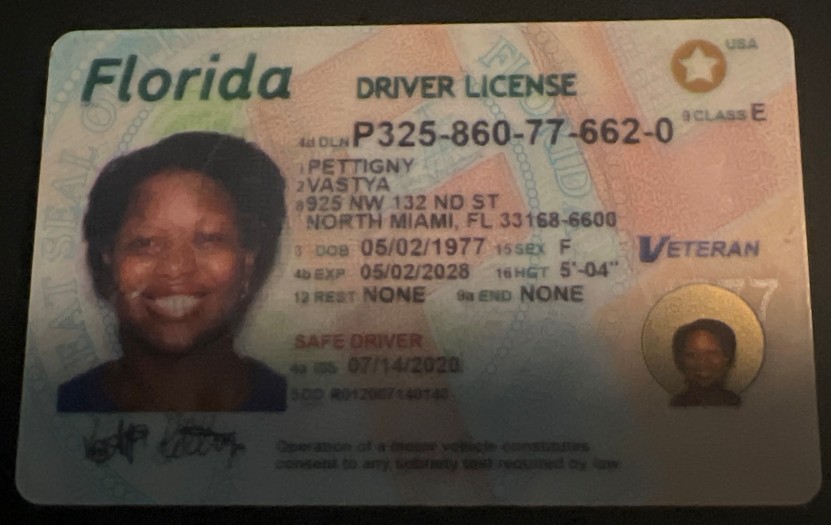 Florida DRIVER LICENSE USA
9 CLASS E
4d DLN P325-860-77-662-0
1 PETTIGNY
2 VASTYA
8 925 NW 132 ND ST
NORTH MIAMI, FL 33168-6600
3 DOB 05/02/1977 15 SEX F
VETERAN
4b EXP 05/02/2028 16 HGT 5'-04"
12 REST NONE 9a END NONE
SAFE DRIVER
4a ISS 07/14/2020
5 DD
Operation of a motor vehicle constitutes
consent to any sobriety test required by law.